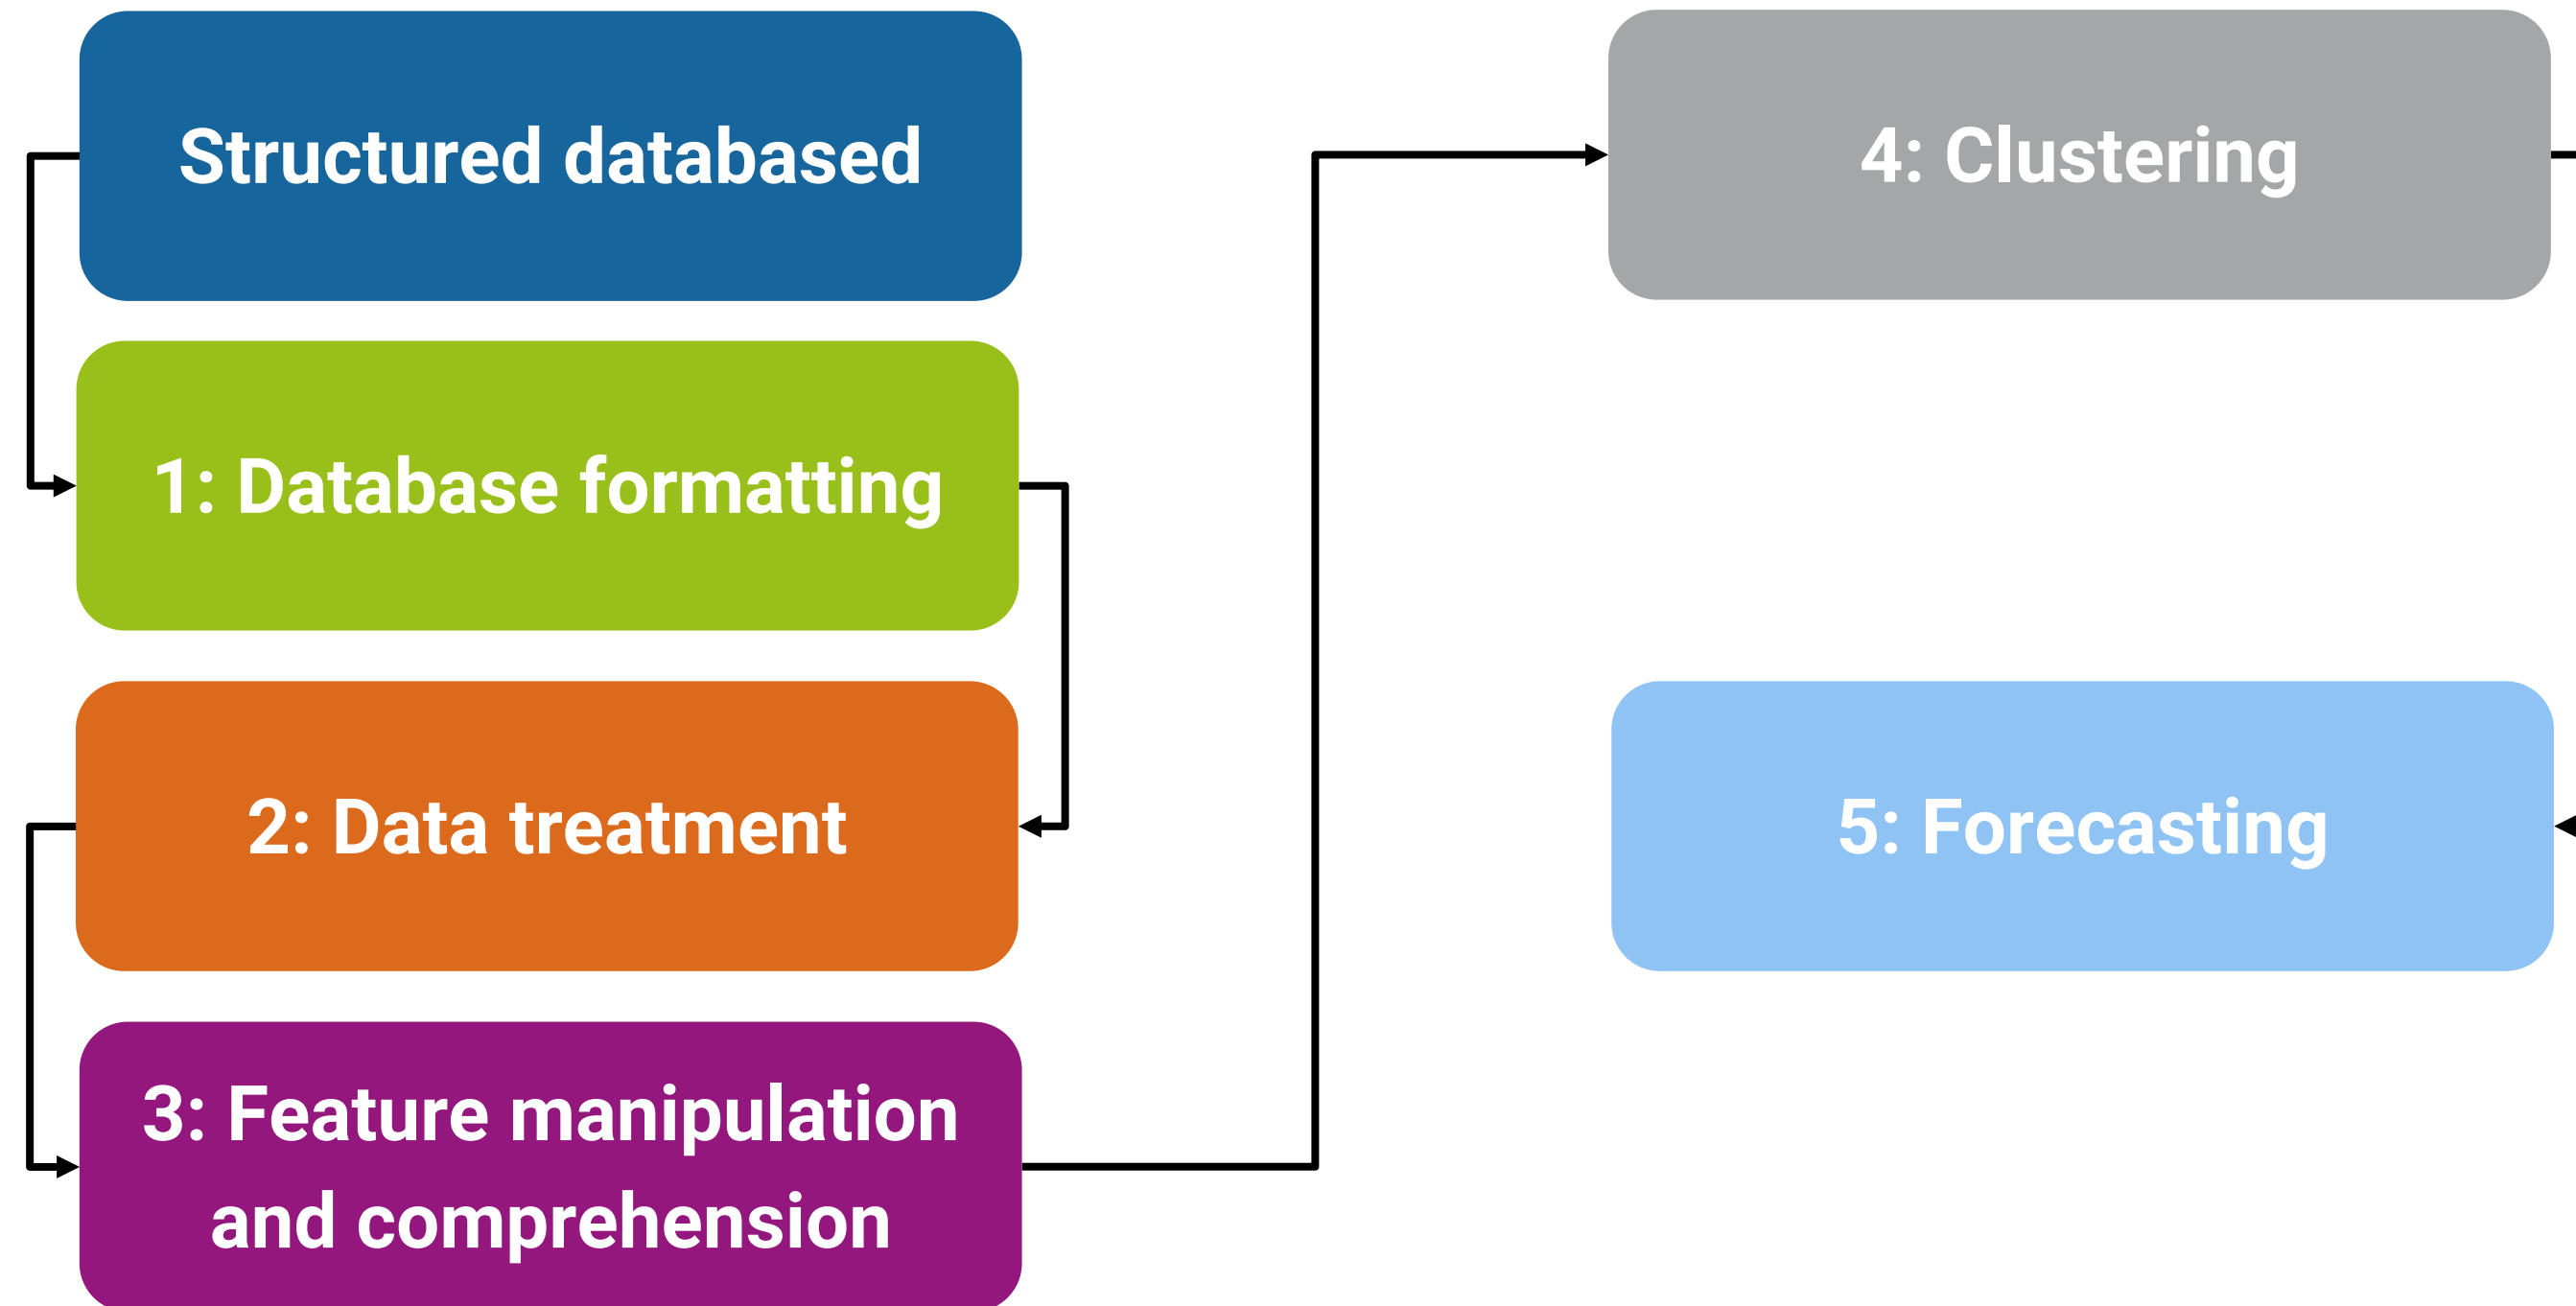 Structured databased
1: Database formatting
2: Data treatment
3: Feature manipulation
and comprehension
4: Clustering
5: Forecasting